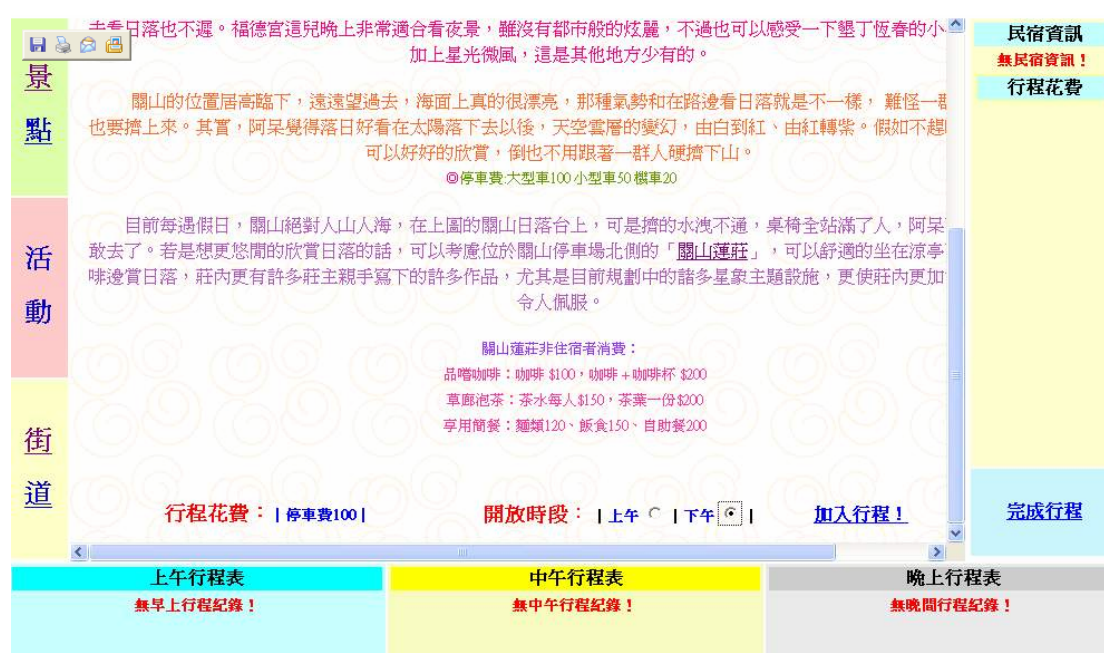 去看日落也不遲。福德宮這兒晚上非常適合看夜景，雖沒有都市般的炫麗，不過也可以感受一下墾丁恆春的小
加上星光微風，這是其他地方少有的。
關山的位置居高臨下，遠遠望過去，海面上真的很漂亮，那種氣勢和在路邊看日落就是不一樣， 難怪一群
也要擠上來。其實，阿呆覺得落日好看在太陽落下去以後，天空雲層的變幻，由白到紅、由紅轉紫。假如不趕
可以好好的欣賞，倒也不用跟著一群人硬擠下山。
◎停車費:大型車100 小型車50 機車20
目前每遇假日，關山絕對人山人海，在上圖的關山日落台上，可是擠的水洩不通，桌椅全站滿了人，阿呆
敢去了。若是想更悠閒的欣賞日落的話，可以考慮位於關山停車場北側的「關山蓮莊」，可以舒適的坐在涼亭
啡邊賞日落，莊內更有許多莊主親手寫下的許多作品，尤其是目前規劃中的諸多星象主題設施，更使莊內更加
令人佩服。
關山蓮莊非住宿者消費：
品嚐咖啡：咖啡 $100，咖啡＋咖啡杯 $200
草廊泡茶：茶水每人$150，茶葉一份$200
享用簡餐：麵類120、飯食150、自助餐200
行程花費：| 停車費100 | 開放時段： | 上午 | 下午 | 加入行程！
景
點
活
動
街
道
民宿資訊
無民宿資訊！
行程花費
完成行程
上午行程表 中午行程表 晚上行程表
無早上行程紀錄！ 無中午行程紀錄！ 無晚間行程紀錄！